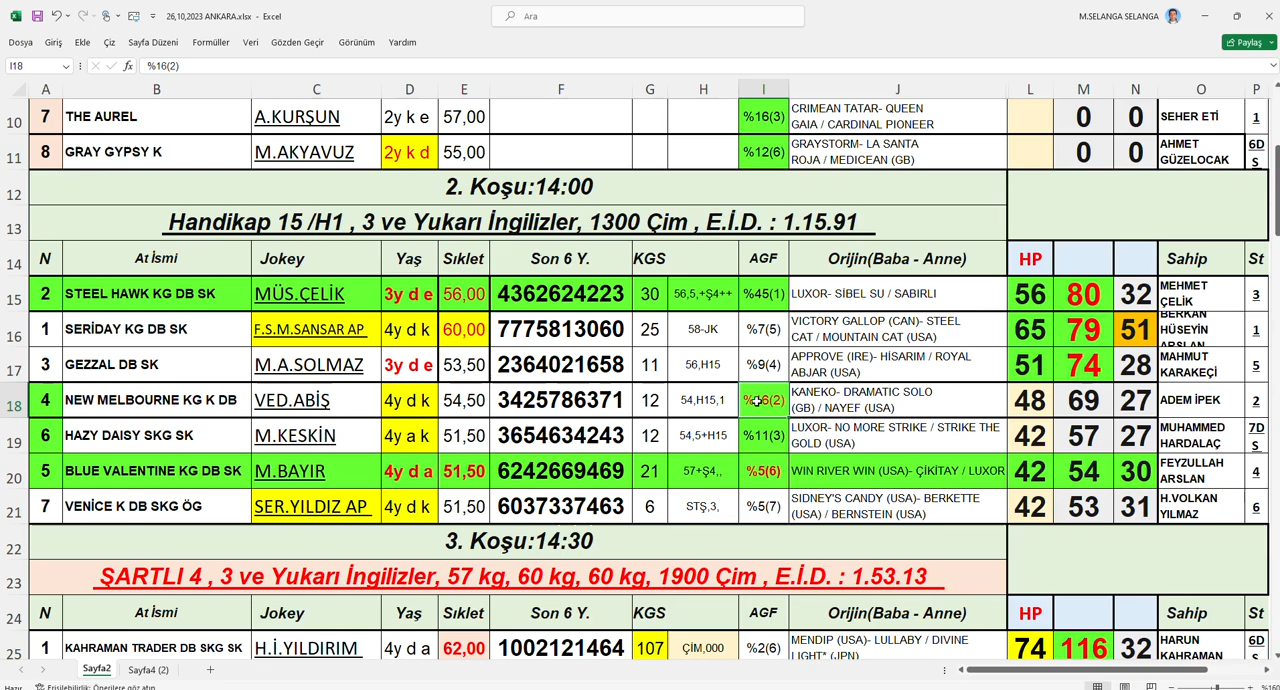 26,10,2023 ANKARA.xlsx - Excel
Ara
M.SELANGA SELANGA
Dosya Giriş Ekle Çiz Sayfa Düzeni Formüller Veri Gözden Geçir Görünüm Yardım
Paylaş
I18 fx %16(2)
A B C D E F G H I J L M N O P
10 7 THE AUREL A.KURŞUN 2y k e 57,00 %16(3) CRIMEAN TATAR- QUEEN GAIA / CARDINAL PIONEER 0 0 SEHER ETİ 1
11 8 GRAY GYPSY K M.AKYAVUZ 2y k d 55,00 %12(6) GRAYSTORM- LA SANTA ROJA / MEDICEAN (GB) 0 0 AHMET GÜZELOCAK 6D S
12 2. Koşu:14:00
13 Handikap 15 /H1 , 3 ve Yukarı İngilizler, 1300 Çim , E.İ.D. : 1.15.91
14 N At İsmi Jokey Yaş Sıklet Son 6 Y. KGS AGF Orijin(Baba - Anne) HP Sahip St
15 2 STEEL HAWK KG DB SK MÜS.ÇELİK 3y d e 56,00 4362624223 30 56,5,+Ş4++ %45(1) LUXOR- SİBEL SU / SABIRLI 56 80 32 MEHMET ÇELİK 3
16 1 SERİDAY KG DB SK F.S.M.SANSAR AP 4y d k 60,00 7775813060 25 58-JK %7(5) VICTORY GALLOP (CAN)- STEEL CAT / MOUNTAIN CAT (USA) 65 79 51 BERKAN HÜSEYİN ARSLAN 1
17 3 GEZZAL DB SK M.A.SOLMAZ 3y d e 53,50 2364021658 11 56,H15 %9(4) APPROVE (IRE)- HİSARIM / ROYAL ABJAR (USA) 51 74 28 MAHMUT KARAKEÇİ 5
18 4 NEW MELBOURNE KG K DB VED.ABİŞ 4y d k 54,50 3425786371 12 54,H15,1 %16(2) KANEKO- DRAMATIC SOLO (GB) / NAYEF (USA) 48 69 27 ADEM İPEK 2
19 6 HAZY DAISY SKG SK M.KESKİN 4y a k 51,50 3654634243 12 54,5+H15 %11(3) LUXOR- NO MORE STRIKE / STRIKE THE GOLD (USA) 42 57 27 MUHAMMED HARDALAÇ 7D S
20 5 BLUE VALENTINE KG DB SK M.BAYIR 4y d a 51,50 6242669469 21 57+Ş4,, %5(6) WIN RIVER WIN (USA)- ÇİKİTAY / LUXOR 42 54 30 FEYZULLAH ARSLAN 4
21 7 VENICE K DB SKG ÖG SER.YILDIZ AP 4y d k 51,50 6037337463 6 STŞ,3, %5(7) SIDNEY'S CANDY (USA)- BERKETTE (USA) / BERNSTEIN (USA) 42 53 31 H.VOLKAN YILMAZ 6
22 3. Koşu:14:30
23 ŞARTLI 4 , 3 ve Yukarı İngilizler, 57 kg, 60 kg, 60 kg, 1900 Çim , E.İ.D. : 1.53.13
24 N At İsmi Jokey Yaş Sıklet Son 6 Y. KGS AGF Orijin(Baba - Anne) HP Sahip St
25 1 KAHRAMAN TRADER DB SKG SK H.İ.YILDIRIM 4y d a 62,00 1002121464 107 ÇİM,000 %2(6) MENDIP (USA)- LULLABY / DIVINE LIGHT* (JPN) 74 116 32 HARUN KAHRAMAN 6D S
Sayfa2 Sayfa4 (2)
Hazır Erişilebilirlik: Önerilere göz atın %160